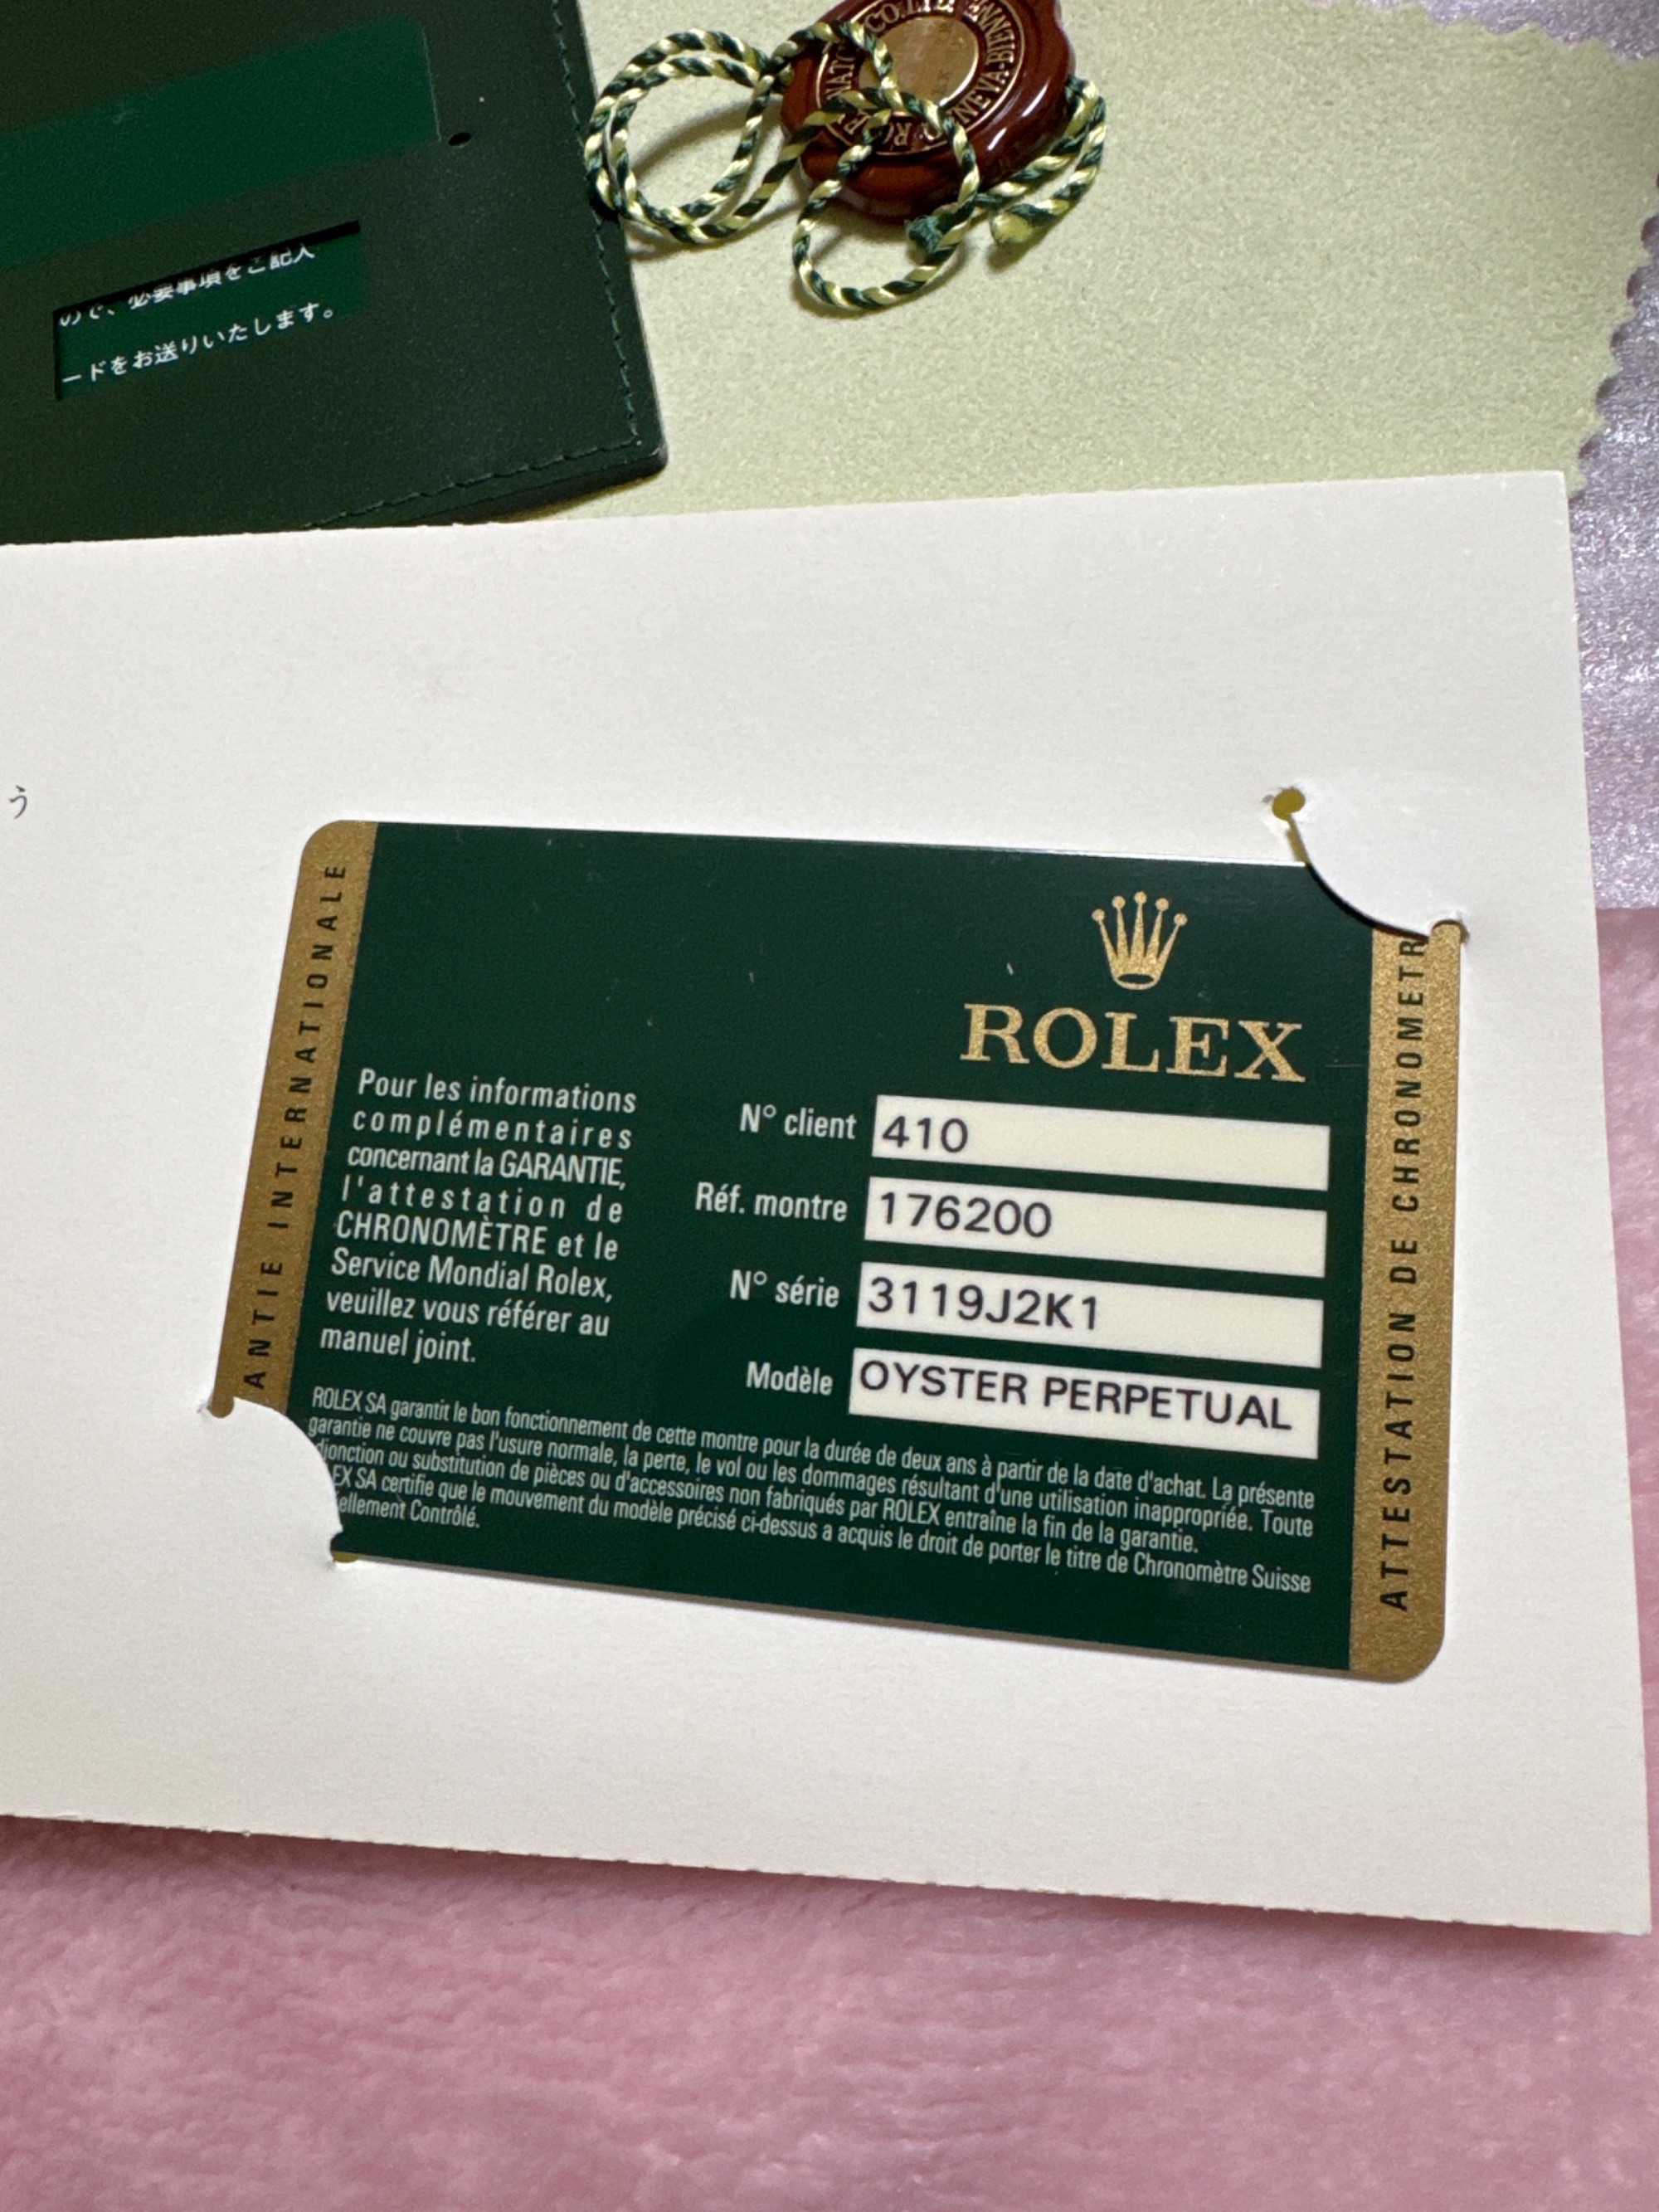 ので、必要事項をご記入
ードをお送りいたします。
う
ANTIE INTERNATIONALE
ROLEX
Pour les informations
complémentaires
concernant la GARANTIE,
l'attestation de
CHRONOMÈTRE et le
Service Mondial Rolex,
veuillez vous référer au
manuel joint.
N° client 410
Réf. montre 176200
N° série 3119J2K1
Modèle OYSTER PERPETUAL
ROLEX SA garantit le bon fonctionnement de cette montre pour la durée de deux ans à partir de la date d'achat. La présente
garantie ne couvre pas l'usure normale, la perte, le vol ou les dommages résultant d'une utilisation inappropriée. Toute
djonction ou substitution de pièces ou d'accessoires non fabriqués par ROLEX entraîne la fin de la garantie.
EX SA certifie que le mouvement du modèle précisé ci-dessus a acquis le droit de porter le titre de Chronomètre Suisse
ellement Contrôlé.
ATTESTATION DE CHRONOMETR